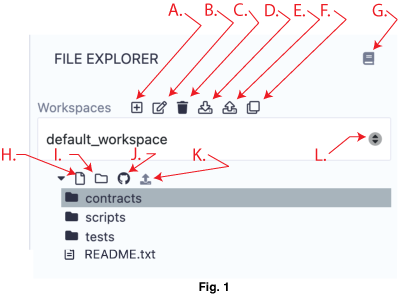 A. B. C. D. E. F. G.
FILE EXPLORER
Workspaces
default_workspace
H. I. J. K. L.
contracts
scripts
tests
README.txt
Fig. 1